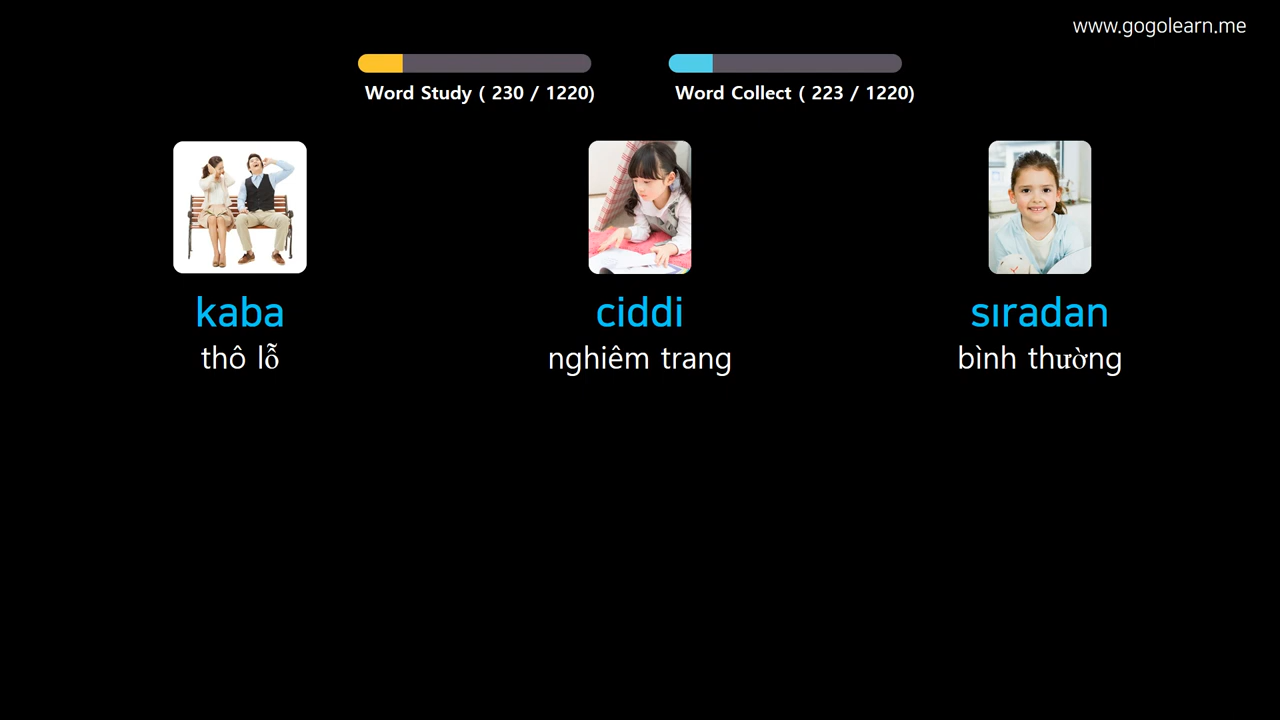 www.gogolearn.me
Word Study ( 230 / 1220)
Word Collect ( 223 / 1220)
kaba
ciddi
sıradan
thô lỗ
nghiêm trang
bình thường